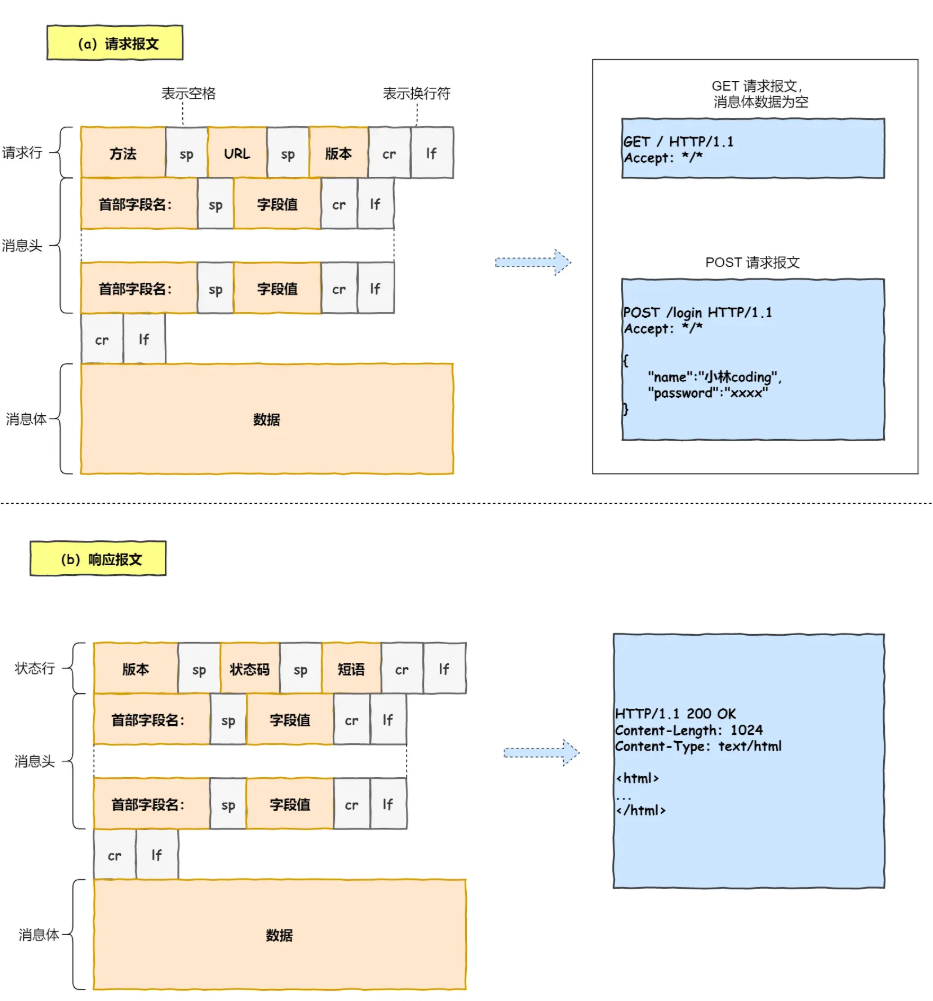 （a）请求报文
表示空格
表示换行符
请求行
方法 sp URL sp 版本 cr lf
消息头
首部字段名： sp 字段值 cr lf
首部字段名： sp 字段值 cr lf
cr lf
消息体
数据
GET 请求报文，
消息体数据为空
GET / HTTP/1.1
Accept: */*
POST 请求报文
POST /login HTTP/1.1
Accept: */*
{
"name":"小林coding",
"password":"xxxx"
}
（b）响应报文
状态行
版本 sp 状态码 sp 短语 cr lf
消息头
首部字段名： sp 字段值 cr lf
首部字段名： sp 字段值 cr lf
cr lf
消息体
数据
HTTP/1.1 200 OK
Content-Length: 1024
Content-Type: text/html
<html>
...
</html>